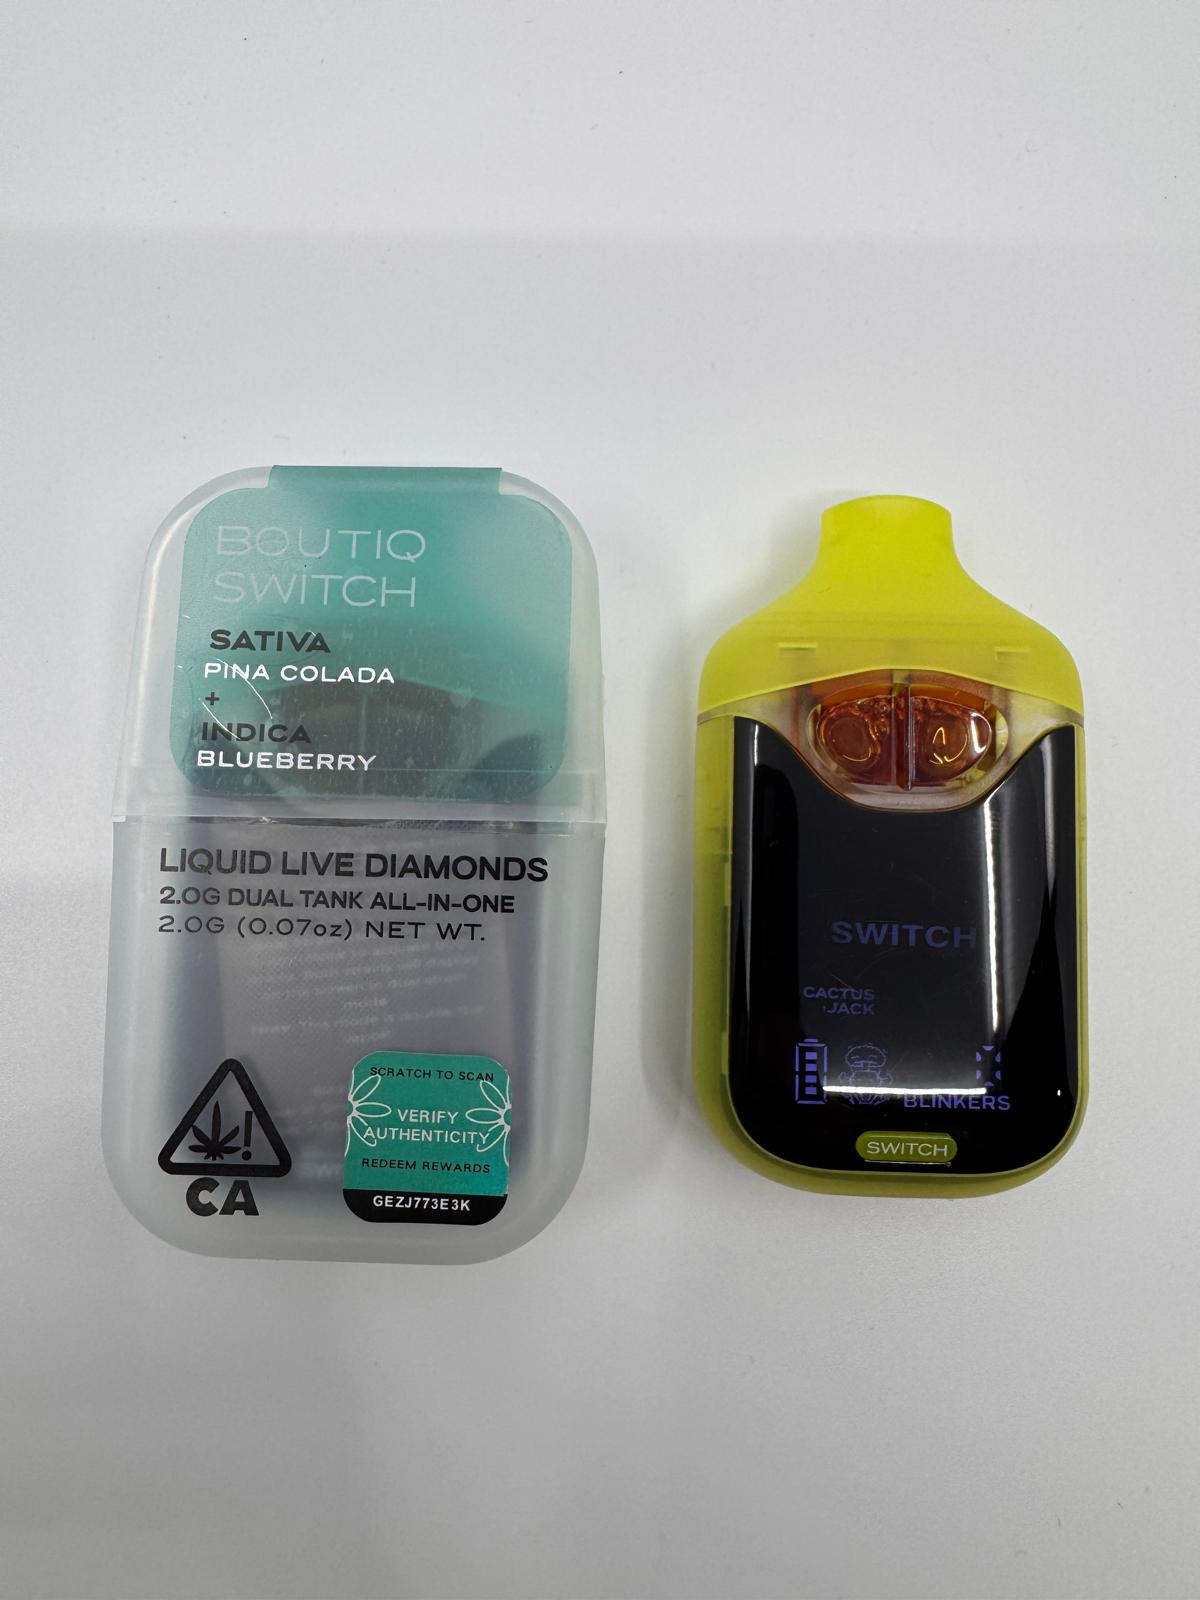 BOUTIQ
SWITCH
SATIVA
PINA COLADA
+
INDICA
BLUEBERRY
LIQUID LIVE DIAMONDS
2.0G DUAL TANK ALL-IN-ONE
2.0G (0.07oz) NET WT.
mode
CA
SCRATCH TO SCAN
VERIFY
AUTHENTICITY
REDEEM REWARDS
GEZJ773E3K
SWITCH
CACTUS
JACK
BLINKERS
SWITCH